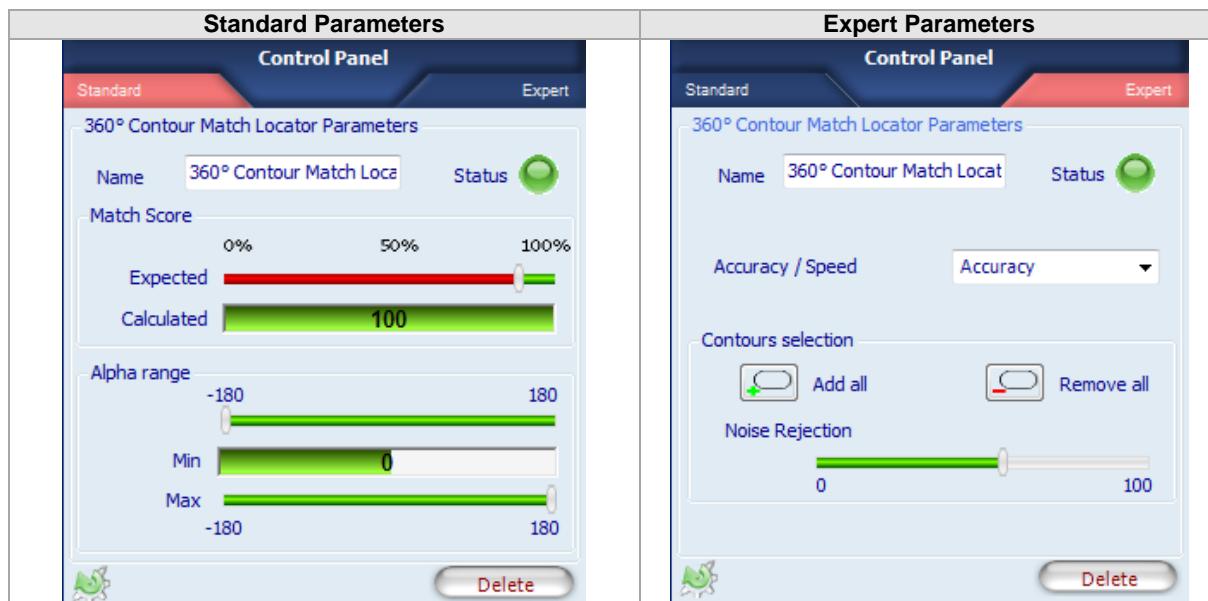 Standard Parameters
Expert Parameters
Control Panel
Standard
Expert
360° Contour Match Locator Parameters
Name 360° Contour Match Loca Status
Match Score
0% 50% 100%
Expected
Calculated 100
Alpha range
-180 180
Min 0
Max
-180 180
Delete
Control Panel
Standard
Expert
360° Contour Match Locator Parameters
Name 360° Contour Match Locat Status
Accuracy / Speed Accuracy
Contours selection
Add all Remove all
Noise Rejection
0 100
Delete